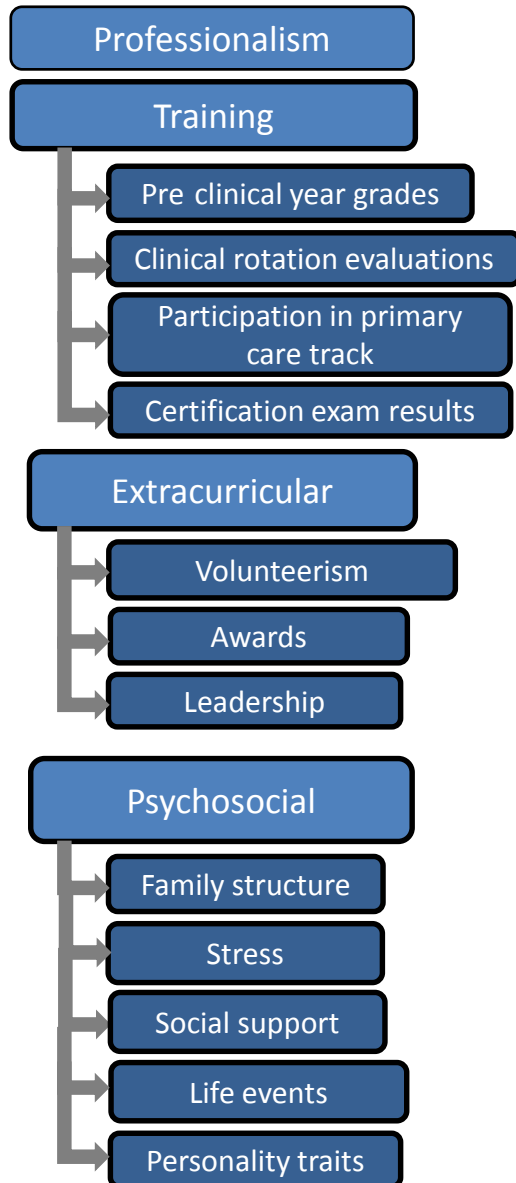 Professionalism
Training
Pre clinical year grades
Clinical rotation evaluations
Participation in primary
care track
Certification exam results
Extracurricular
Volunteerism
Awards
Leadership
Psychosocial
Family structure
Stress
Social support
Life events
Personality traits